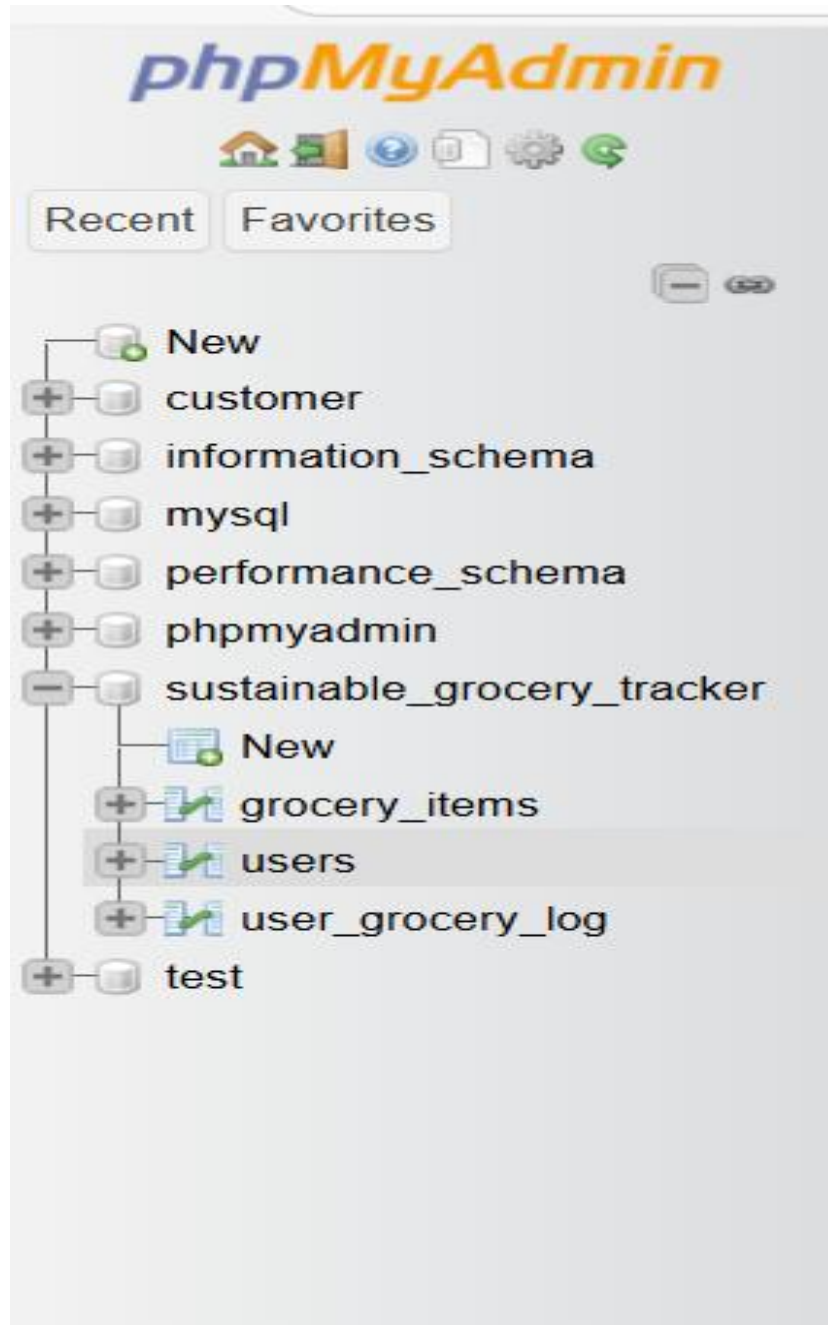 phpMyAdmin
Recent Favorites
New
customer
information_schema
mysql
performance_schema
phpmyadmin
sustainable_grocery_tracker
New
grocery_items
users
user_grocery_log
test